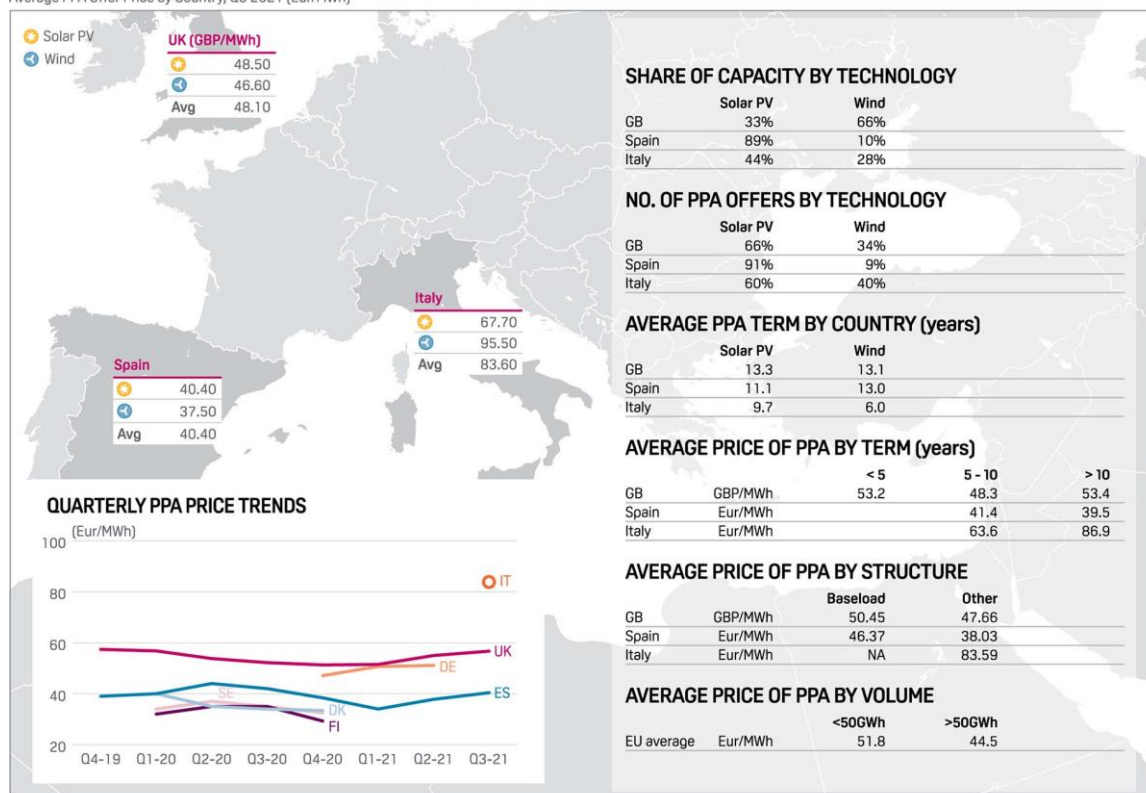 Average PPA Offer Price by Country, Q3 2021 (Eur/MWh)
Solar PV
Wind
UK (GBP/MWh)
48.50
46.60
Avg 48.10
Italy
67.70
95.50
Avg 83.60
Spain
40.40
37.50
Avg 40.40
QUARTERLY PPA PRICE TRENDS
(Eur/MWh)
100
80
60
40
20
IT
UK
DE
ES
SE
DK
FI
Q4-19 Q1-20 Q2-20 Q3-20 Q4-20 Q1-21 Q2-21 Q3-21
SHARE OF CAPACITY BY TECHNOLOGY
Solar PV Wind
GB 33% 66%
Spain 89% 10%
Italy 44% 28%
NO. OF PPA OFFERS BY TECHNOLOGY
Solar PV Wind
GB 66% 34%
Spain 91% 9%
Italy 60% 40%
AVERAGE PPA TERM BY COUNTRY (years)
Solar PV Wind
GB 13.3 13.1
Spain 11.1 13.0
Italy 9.7 6.0
AVERAGE PRICE OF PPA BY TERM (years)
< 5 5 - 10 > 10
GB GBP/MWh 53.2 48.3 53.4
Spain Eur/MWh 41.4 39.5
Italy Eur/MWh 63.6 86.9
AVERAGE PRICE OF PPA BY STRUCTURE
Baseload Other
GB GBP/MWh 50.45 47.66
Spain Eur/MWh 46.37 38.03
Italy Eur/MWh NA 83.59
AVERAGE PRICE OF PPA BY VOLUME
<50GWh >50GWh
EU average Eur/MWh 51.8 44.5